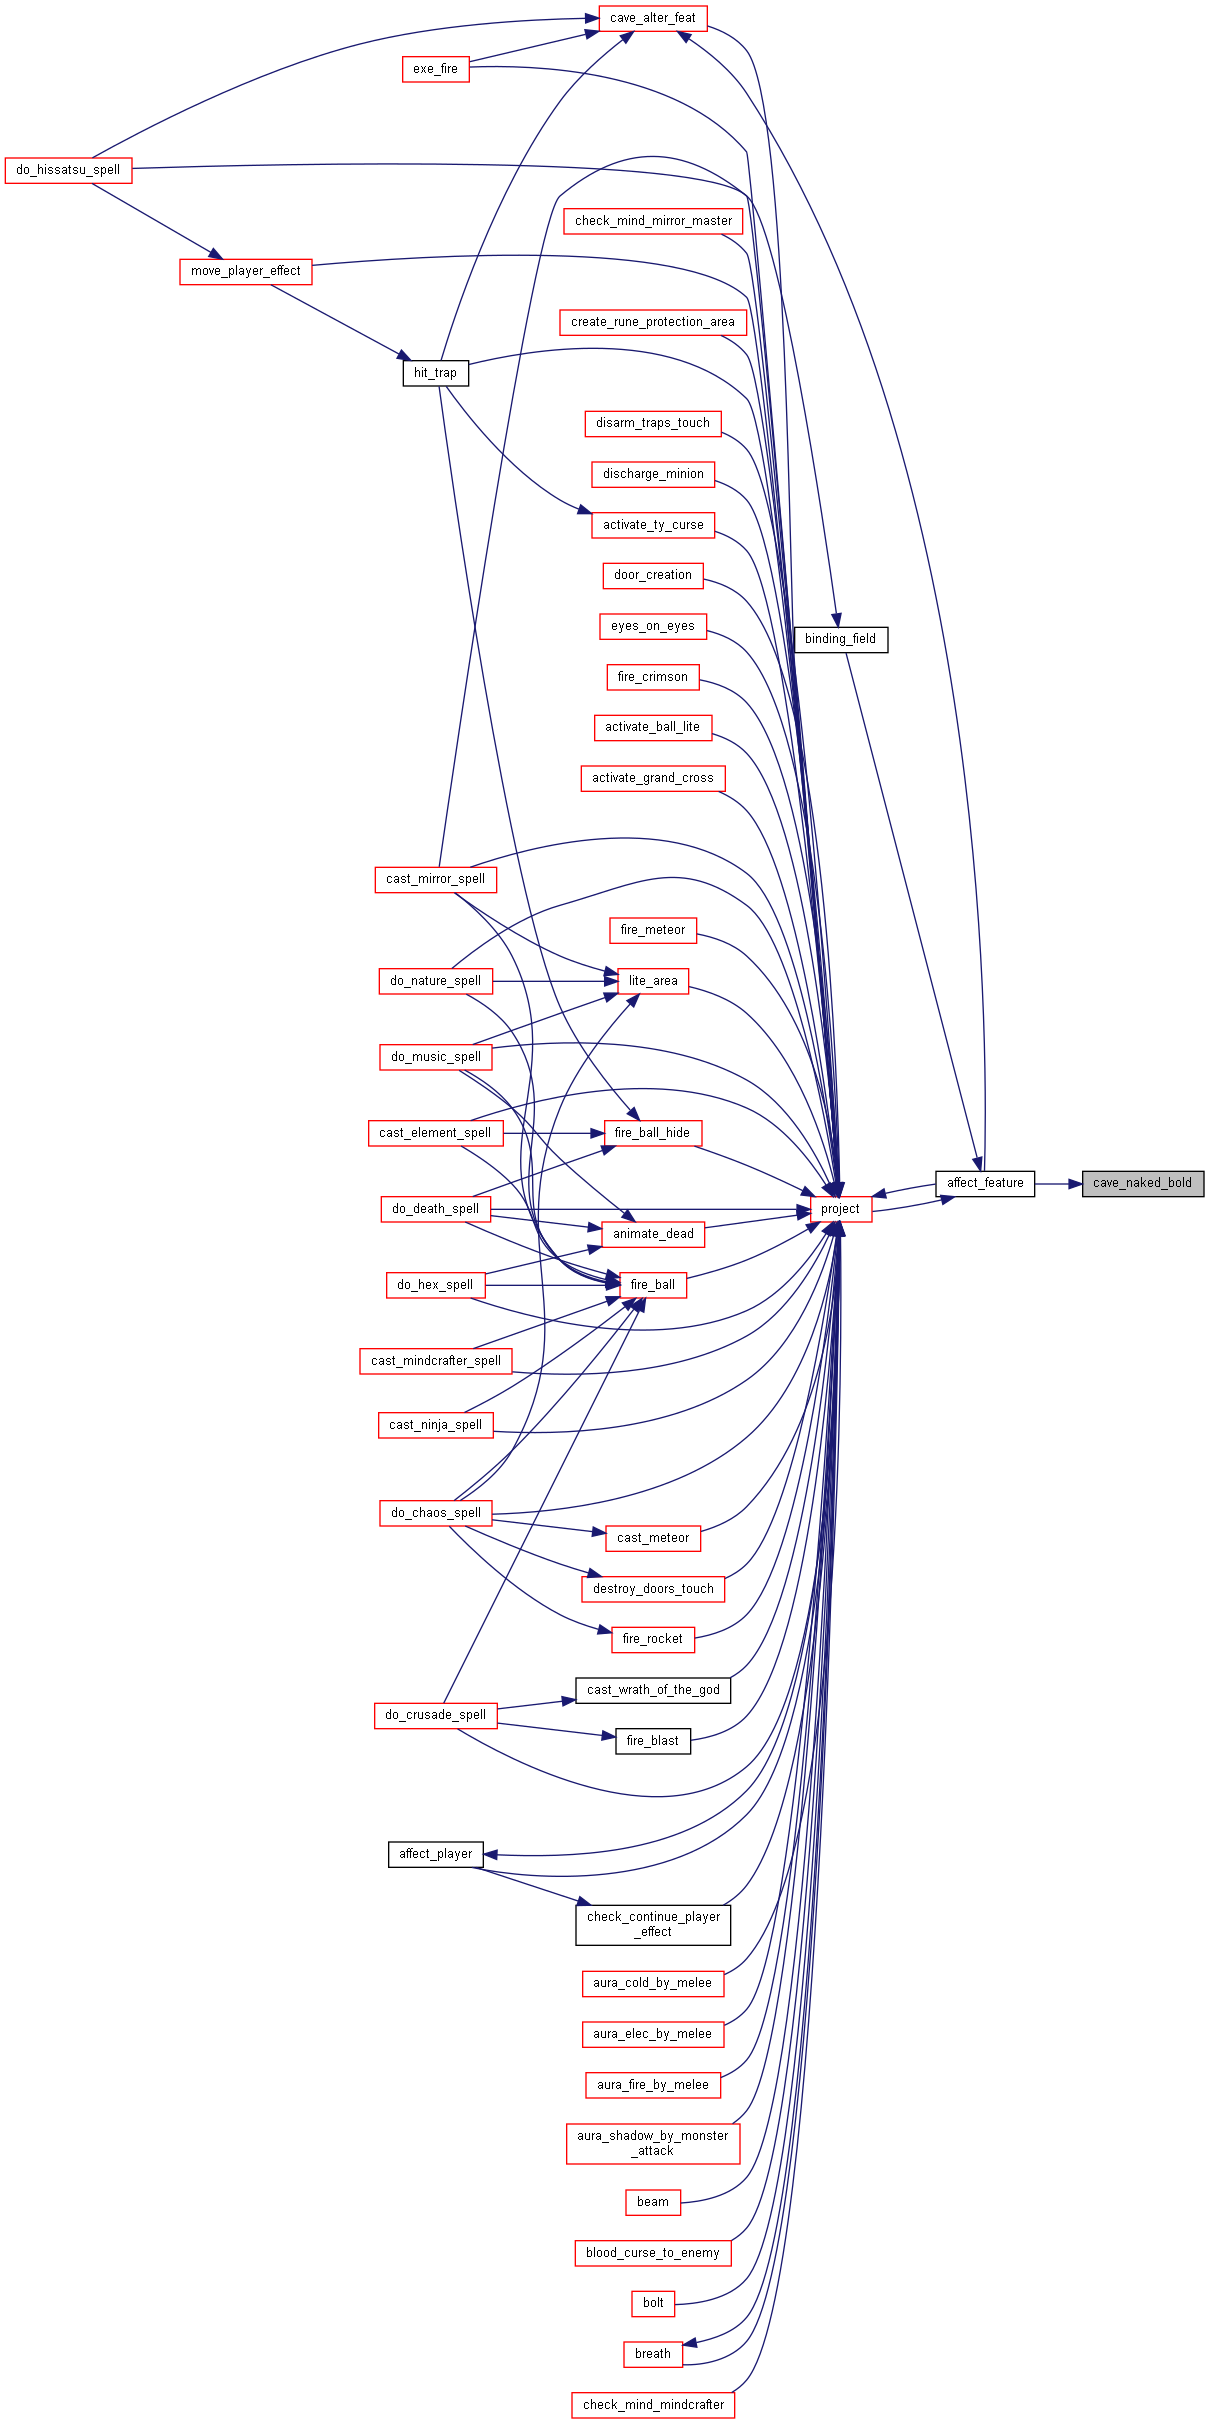 cave_alter_feat
exe_fire
do_hissatsu_spell
check_mind_mirror_master
move_player_effect
create_rune_protection_area
hit_trap
disarm_traps_touch
discharge_minion
activate_ty_curse
door_creation
eyes_on_eyes
binding_field
fire_crimson
activate_ball_lite
activate_grand_cross
cast_mirror_spell
fire_meteor
do_nature_spell
lite_area
do_music_spell
cast_element_spell
fire_ball_hide
affect_feature
cave_naked_bold
do_death_spell
project
animate_dead
do_hex_spell
fire_ball
cast_mindcrafter_spell
cast_ninja_spell
do_chaos_spell
cast_meteor
destroy_doors_touch
fire_rocket
cast_wrath_of_the_god
do_crusade_spell
fire_blast
affect_player
check_continue_player
_effect
aura_cold_by_melee
aura_elec_by_melee
aura_fire_by_melee
aura_shadow_by_monster
_attack
beam
blood_curse_to_enemy
bolt
breath
check_mind_mindcrafter